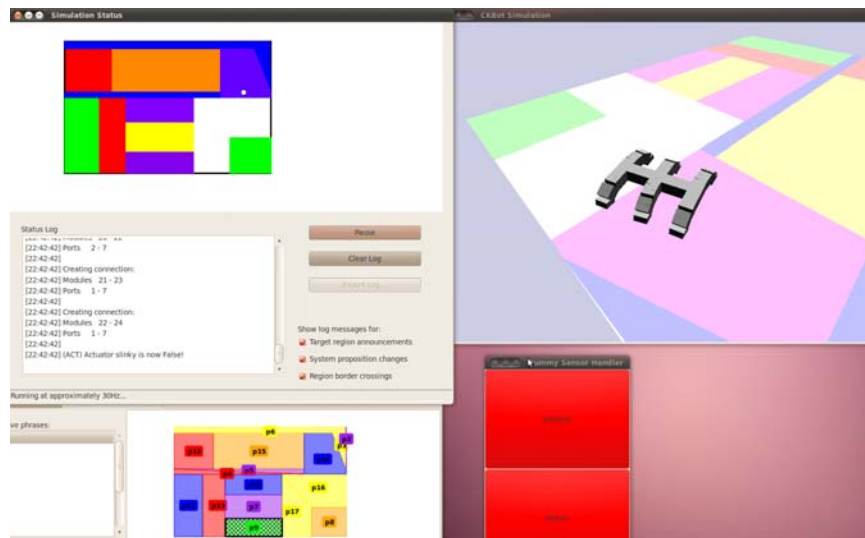 Simulation Status
CKBot Simulation
Status Log
[22:42:42] Ports 2 - 7
[22:42:42]
[22:42:42] Creating connection:
[22:42:42] Modules 21 - 23
[22:42:42] Ports 1 - 7
[22:42:42]
[22:42:42] Creating connection:
[22:42:42] Modules 22 - 24
[22:42:42] Ports 1 - 7
[22:42:42]
[22:42:42] (ACT) Actuator slinky is now False!
Pause
Clear Log
Export Log
Show log messages for:
Target region announcements
System proposition changes
Region border crossings
Running at approximately 30Hz...
ummy Sensor Handler
ve phrases:
p6
p15
p16
p7
p17
p8
p9